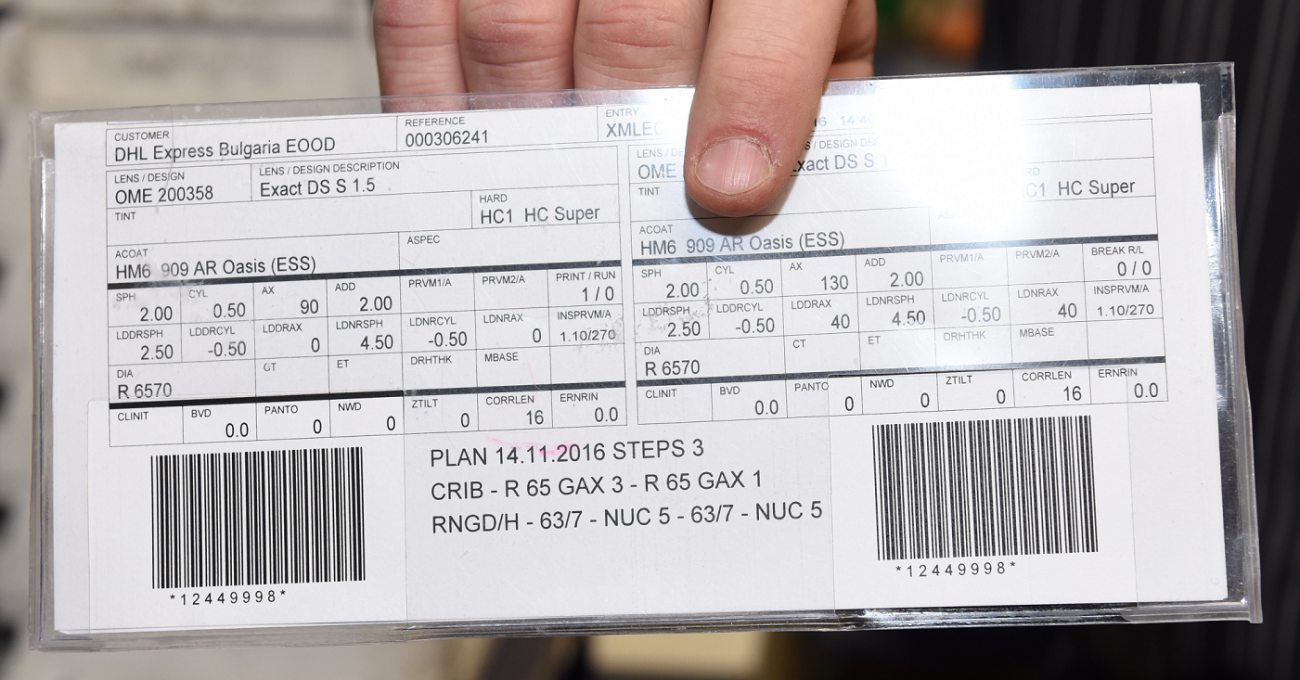 CUSTOMER REFERENCE ENTRY
DHL Express Bulgaria EOOD 000306241 XMLEC
LENS / DESIGN LENS / DESIGN DESCRIPTION
OME 200358 Exact DS S 1.5
TINT HARD
HC1 HC Super
ACOAT ASPEC
HM6 909 AR Oasis (ESS)
SPH CYL AX ADD PRVM1/A PRVM2/A PRINT / RUN
2.00 0.50 90 2.00 1 / 0
LDDRSPH LDDRCYL LDDRAX LDNRSPH LDNRCYL LDNRAX INSPRVM/A
2.50 -0.50 0 4.50 -0.50 0 1.10/270
DIA CT ET DRHTHK MBASE
R 6570
CLINIT BVD PANTO NWD ZTILT CORRLEN ERNRIN
0.0 0 0 0 16 0.0
LENS /
OME Exact DS S 1
TINT
C1 HC Super
ACOAT
HM6 909 AR Oasis (ESS)
SPH CYL AX ADD PRVM1/A PRVM2/A BREAK R/L
2.00 0.50 130 2.00 0 / 0
LDDRSPH LDDRCYL LDDRAX LDNRSPH LDNRCYL LDNRAX INSPRVM/A
2.50 -0.50 40 4.50 -0.50 40 1.10/270
DIA CT ET DRHTHK MBASE
R 6570
CLINIT BVD PANTO NWD ZTILT CORRLEN ERNRIN
0.0 0 0 0 16 0.0
PLAN 14.11.2016 STEPS 3
CRIB - R 65 GAX 3 - R 65 GAX 1
RNGD/H - 63/7 - NUC 5 - 63/7 - NUC 5
*12449998*
*12449998*